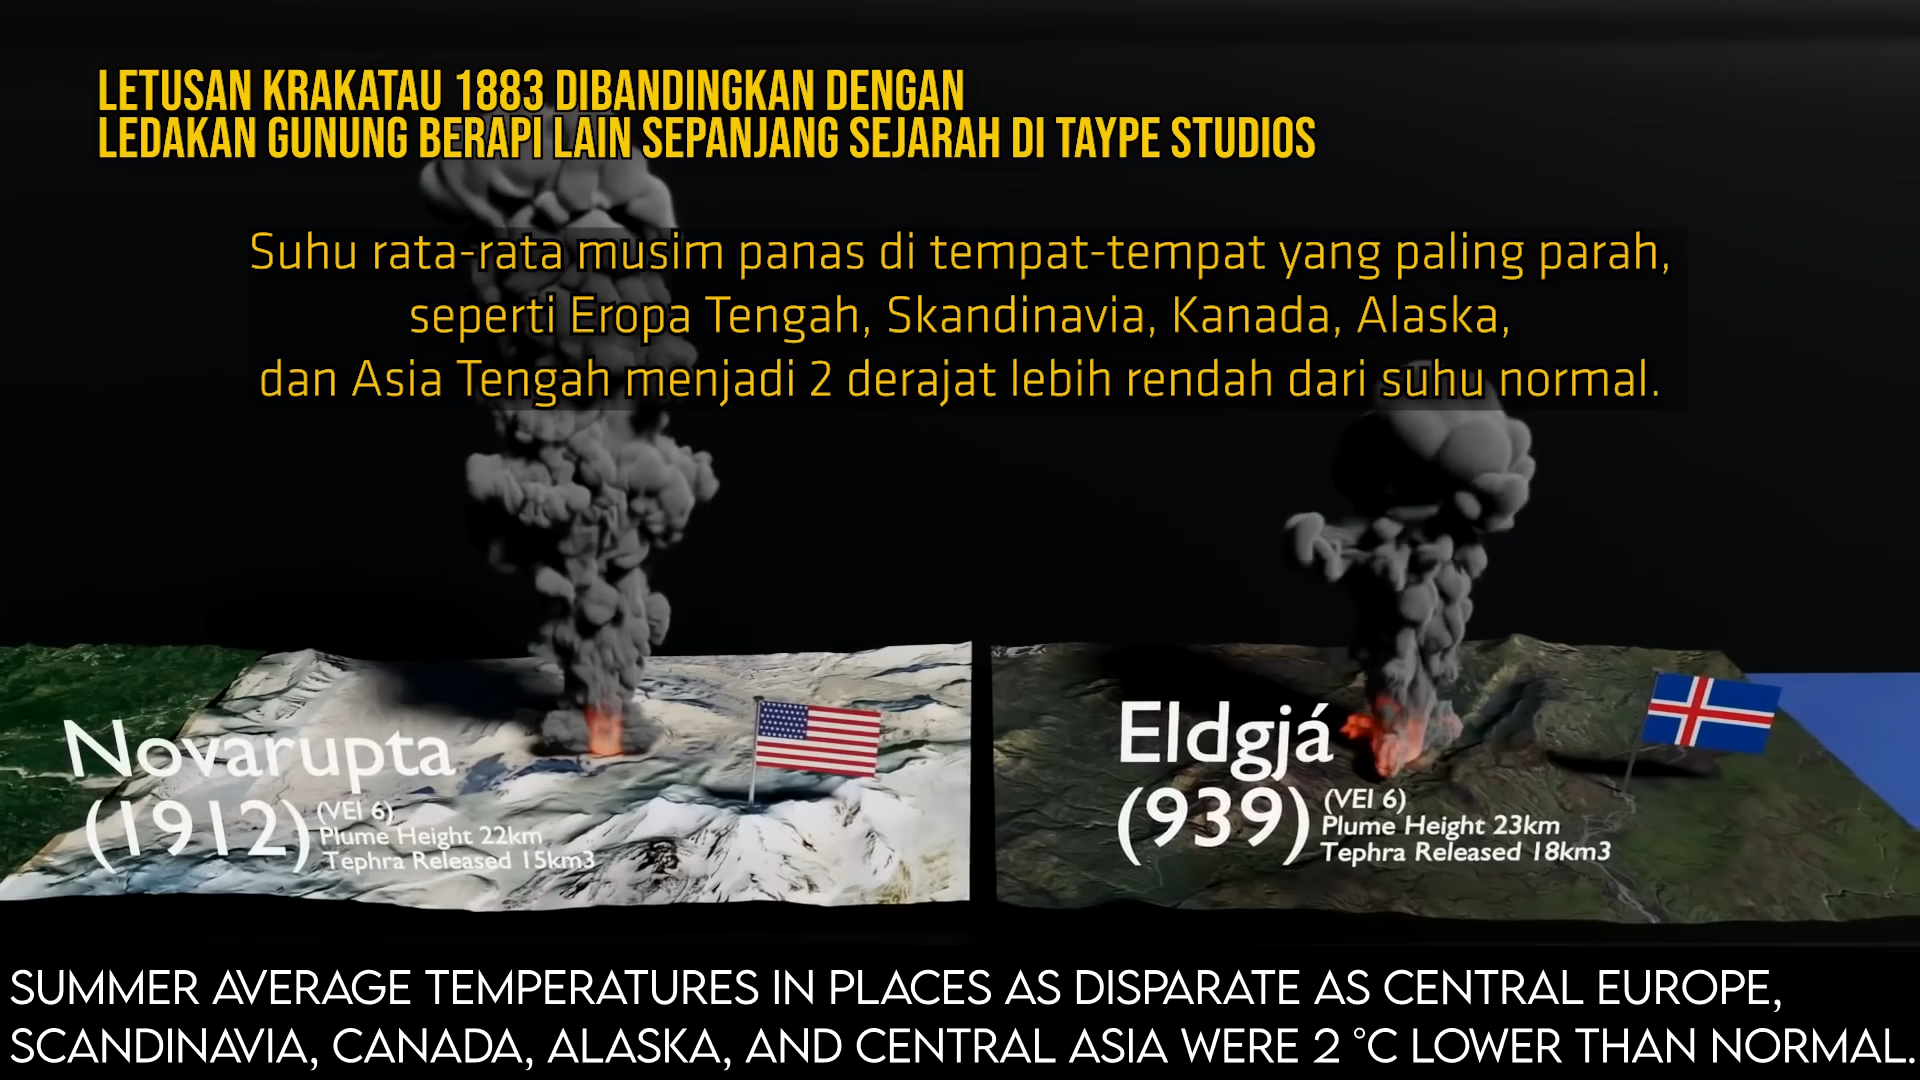 LETUSAN KRAKATAU 1883 DIBANDINGKAN DENGAN
LEDAKAN GUNUNG BERAPI LAIN SEPANJANG SEJARAH DI TAYPE STUDIOS
Suhu rata-rata musim panas di tempat-tempat yang paling parah,
seperti Eropa Tengah, Skandinavia, Kanada, Alaska,
dan Asia Tengah menjadi 2 derajat lebih rendah dari suhu normal.
Novarupta
(1912)
(VEI 6)
Plume Height 22km
Tephra Released 15km3
Eldgjá
(939)
(VEI 6)
Plume Height 23km
Tephra Released 18km3
SUMMER AVERAGE TEMPERATURES IN PLACES AS DISPARATE AS CENTRAL EUROPE,
SCANDINAVIA, CANADA, ALASKA, AND CENTRAL ASIA WERE 2 °C LOWER THAN NORMAL.